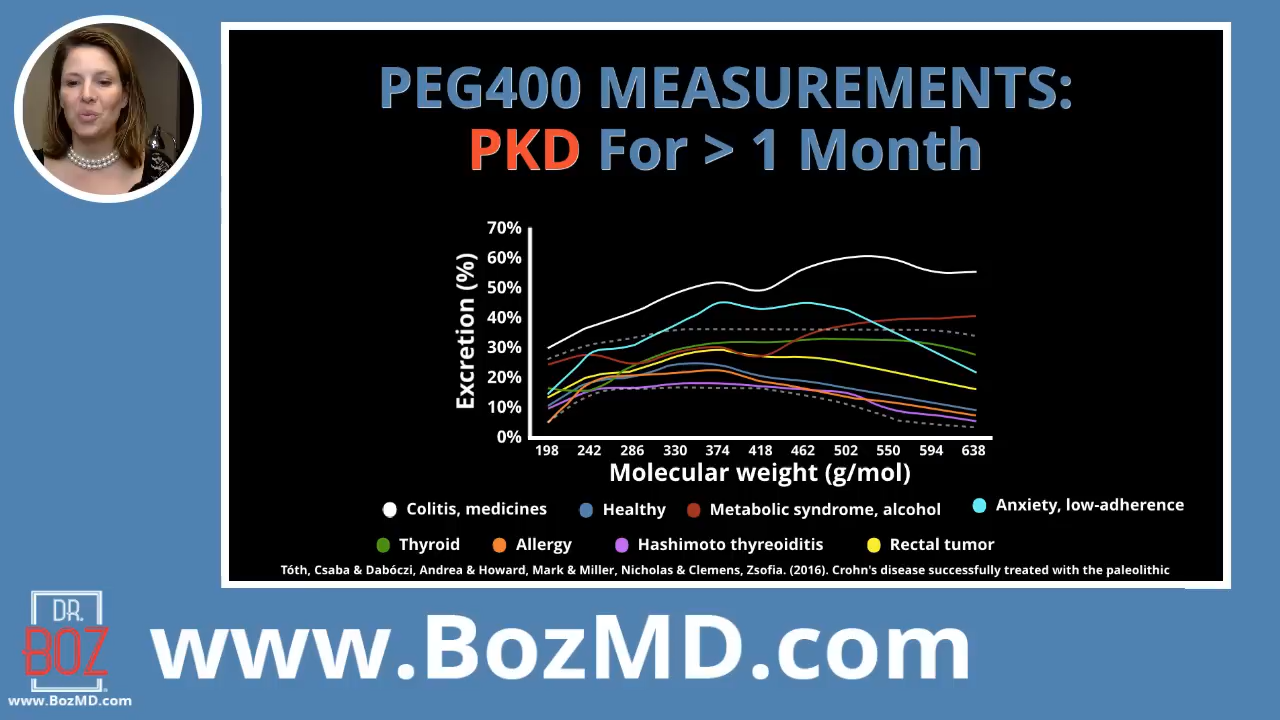 PEG400 MEASUREMENTS:
PKD For > 1 Month
Excretion (%)
70%
60%
50%
40%
30%
20%
10%
0%
198 242 286 330 374 418 462 502 550 594 638
Molecular weight (g/mol)
Colitis, medicines Healthy Metabolic syndrome, alcohol Anxiety, low-adherence
Thyroid Allergy Hashimoto thyreoiditis Rectal tumor
Tóth, Csaba & Dabóczi, Andrea & Howard, Mark & Miller, Nicholas & Clemens, Zsofia. (2016). Crohn's disease successfully treated with the paleolithic
DR.
BOZ
www.BozMD.com
www.BozMD.com